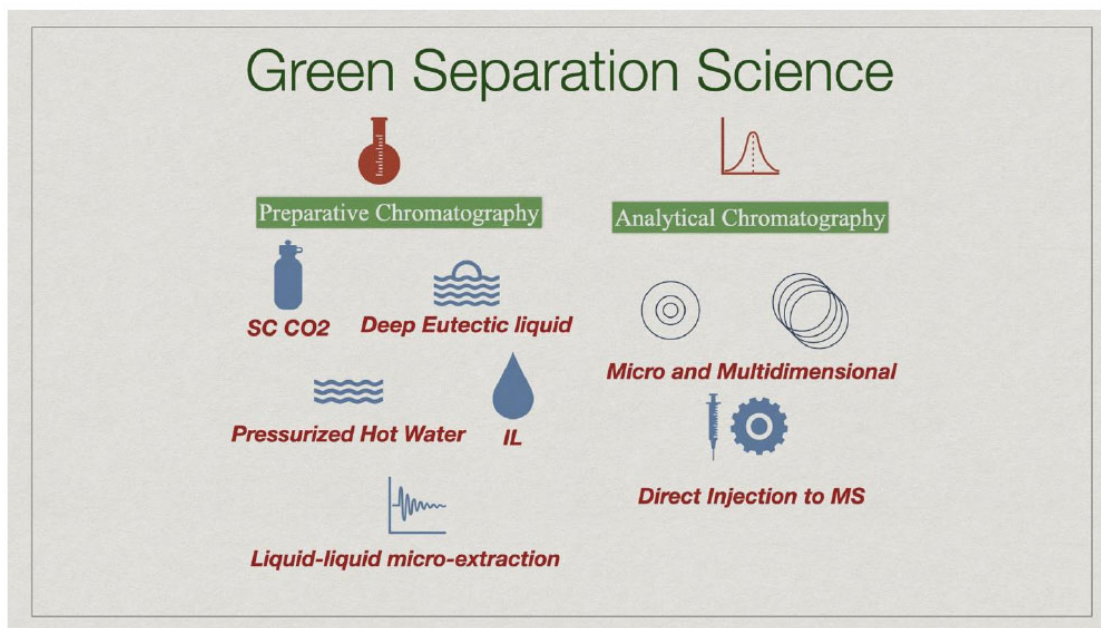 Green Separation Science
Preparative Chromatography
Analytical Chromatography
SC CO2
Deep Eutectic liquid
Micro and Multidimensional
Pressurized Hot Water
IL
Direct Injection to MS
Liquid-liquid micro-extraction